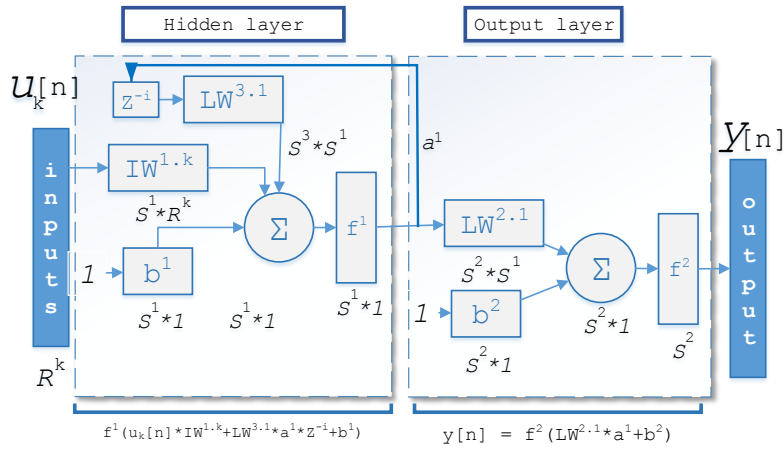 Hidden layer
Output layer
u_k[n]
Z^-i
LW^3.1
S^3*S^1
a^1
y[n]
inputs
IW^1.k
S^1*R^k
Σ
f^1
LW^2.1
S^2*S^1
Σ
f^2
output
1
b^1
S^1*1
S^1*1
S^1*1
1
b^2
S^2*1
S^2*1
S^2
R^k
f^1(u_k[n]*IW^1.k+LW^3.1*a^1*Z^-i+b^1)
y[n] = f^2(LW^2.1*a^1+b^2)